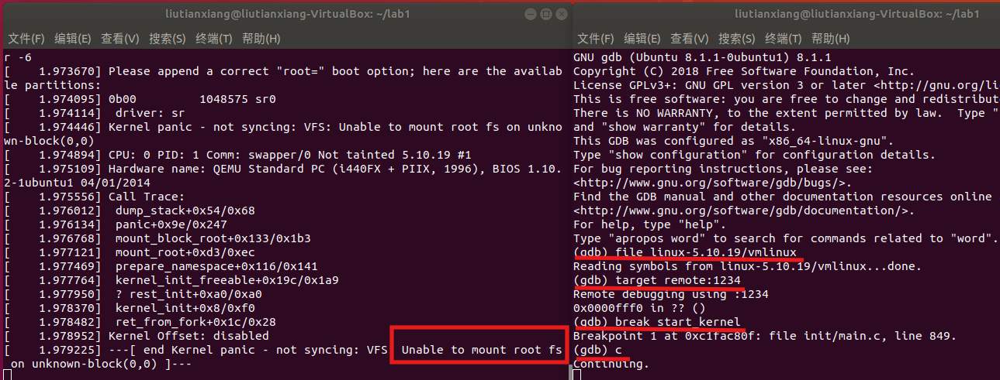 liutianxiang@liutianxiang-VirtualBox: ~/lab1
文件(F) 编辑(E) 查看(V) 搜索(S) 终端(T) 帮助(H)
r -6
[    1.973670] Please append a correct "root=" boot option; here are the availab
le partitions:
[    1.974095] 0b00         1048575 sr0
[    1.974114]  driver: sr
[    1.974446] Kernel panic - not syncing: VFS: Unable to mount root fs on unkno
wn-block(0,0)
[    1.974894] CPU: 0 PID: 1 Comm: swapper/0 Not tainted 5.10.19 #1
[    1.975109] Hardware name: QEMU Standard PC (i440FX + PIIX, 1996), BIOS 1.10.
2-1ubuntu1 04/01/2014
[    1.975556] Call Trace:
[    1.976012]  dump_stack+0x54/0x68
[    1.976134]  panic+0x9e/0x247
[    1.976768]  mount_block_root+0x133/0x1b3
[    1.977121]  mount_root+0xd3/0xec
[    1.977469]  prepare_namespace+0x116/0x141
[    1.977764]  kernel_init_freeable+0x19c/0x1a9
[    1.977950]  ? rest_init+0xa0/0xa0
[    1.978370]  kernel_init+0x8/0xf0
[    1.978482]  ret_from_fork+0x1c/0x28
[    1.978952] Kernel Offset: disabled
[    1.979225] ---[ end Kernel panic - not syncing: VFS  Unable to mount root fs
 on unknown-block(0,0) ]---
liutianxiang@liutianxiang-VirtualBox: ~/lab1
文件(F) 编辑(E) 查看(V) 搜索(S) 终端(T) 帮助(H)
GNU gdb (Ubuntu 8.1.1-0ubuntu1) 8.1.1
Copyright (C) 2018 Free Software Foundation, Inc.
License GPLv3+: GNU GPL version 3 or later <http://gnu.org/li
This is free software: you are free to change and redistribut
There is NO WARRANTY, to the extent permitted by law.  Type "
and "show warranty" for details.
This GDB was configured as "x86_64-linux-gnu".
Type "show configuration" for configuration details.
For bug reporting instructions, please see:
<http://www.gnu.org/software/gdb/bugs/>.
Find the GDB manual and other documentation resources online
<http://www.gnu.org/software/gdb/documentation/>.
For help, type "help".
Type "apropos word" to search for commands related to "word".
(gdb) file linux-5.10.19/vmlinux
Reading symbols from linux-5.10.19/vmlinux...done.
(gdb) target remote:1234
Remote debugging using :1234
0x0000fff0 in ?? ()
(gdb) break start_kernel
Breakpoint 1 at 0xc1fac80f: file init/main.c, line 849.
(gdb) c
Continuing.